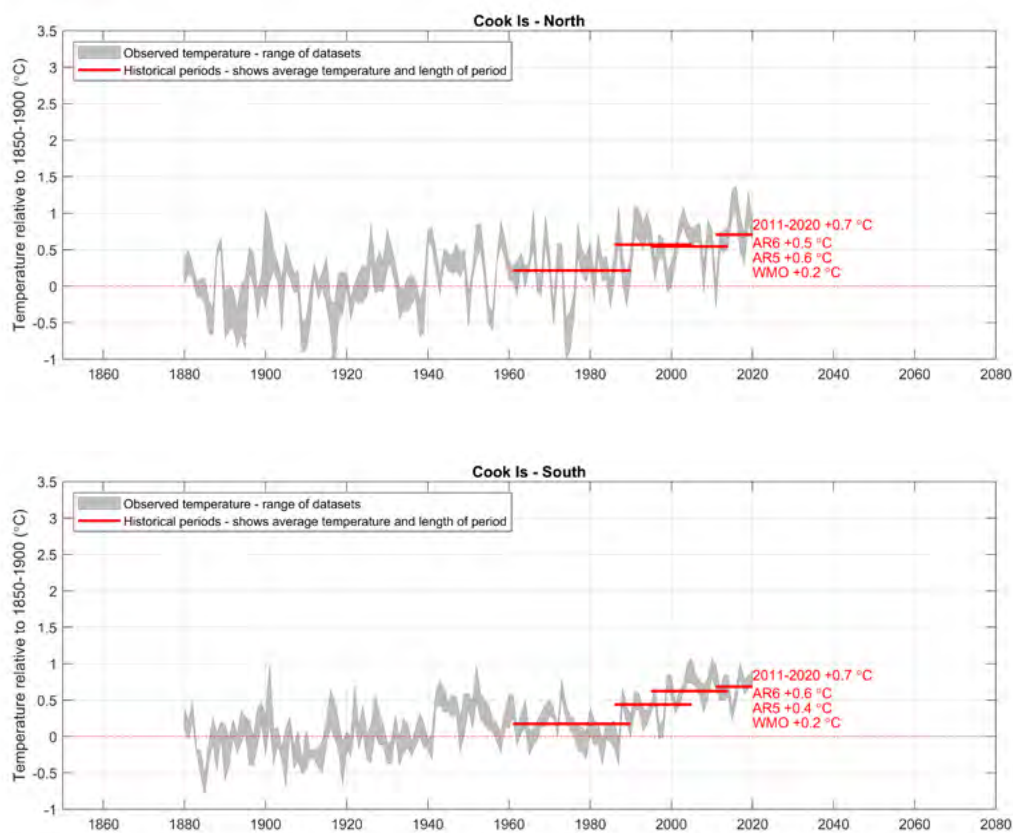 Cook Is - North
Temperature relative to 1850-1900 (°C)
3.5
3
2.5
2
1.5
1
0.5
0
-0.5
-1
Observed temperature - range of datasets
Historical periods - shows average temperature and length of period
2011-2020 +0.7 °C
AR6 +0.5 °C
AR5 +0.6 °C
WMO +0.2 °C
1860 1880 1900 1920 1940 1960 1980 2000 2020 2040 2060 2080
Cook Is - South
Temperature relative to 1850-1900 (°C)
3.5
3
2.5
2
1.5
1
0.5
0
-0.5
-1
Observed temperature - range of datasets
Historical periods - shows average temperature and length of period
2011-2020 +0.7 °C
AR6 +0.6 °C
AR5 +0.4 °C
WMO +0.2 °C
1860 1880 1900 1920 1940 1960 1980 2000 2020 2040 2060 2080